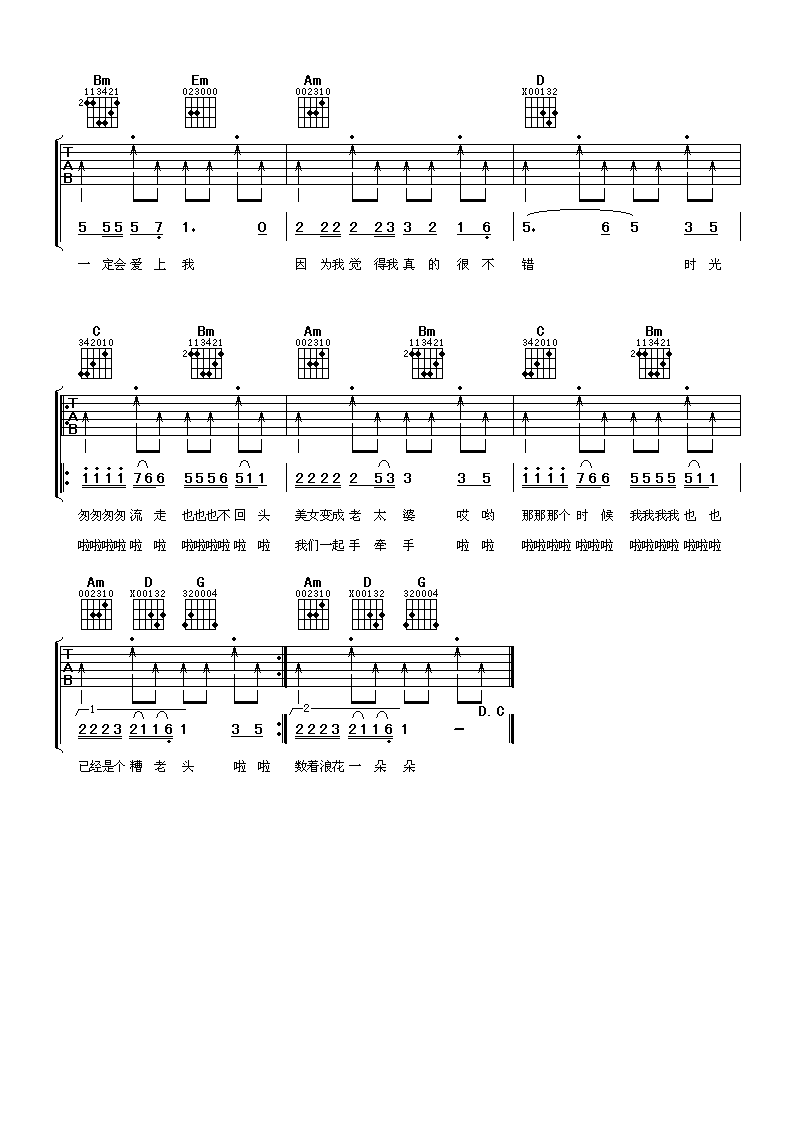 Bm Em Am D
113421 023000 002310 X00132
2
T
A
B
5 55 5 7 1. 0 2 22 2 23 3 2 1 6 5. 6 5 3 5
一 定会 爱 上 我 因 为我 觉 得我 真 的 很 不 错 时 光
C Bm Am Bm C Bm
342010 113421 002310 113421 342010 113421
2 2 2
T
A
B
1111 766 5556 511 2222 2 53 3 3 5 1111 766 5555 511
匆匆匆匆 流 走 也也也不 回 头 美女变成 老 太 婆 哎 哟 那那那个 时 候 我我我我 也 也
啦啦啦啦 啦 啦 啦啦啦啦 啦 啦 我们一起 手 牵 手 啦 啦 啦啦啦啦 啦啦啦 啦啦啦啦 啦啦啦
Am D G Am D G
002310 X00132 320004 002310 X00132 320004
T
A
B
1 2 D.C
2223 2116 1 3 5 2223 2116 1 –
已经是个 糟 老 头 啦 啦 数着浪花 一 朵 朵